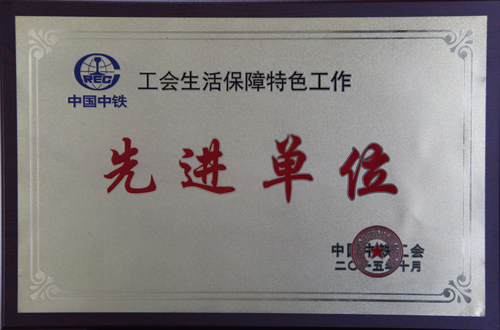 工会生活保障特色工作
CREC
中国中铁
先进单位
中国中铁工会
二〇一五年十月